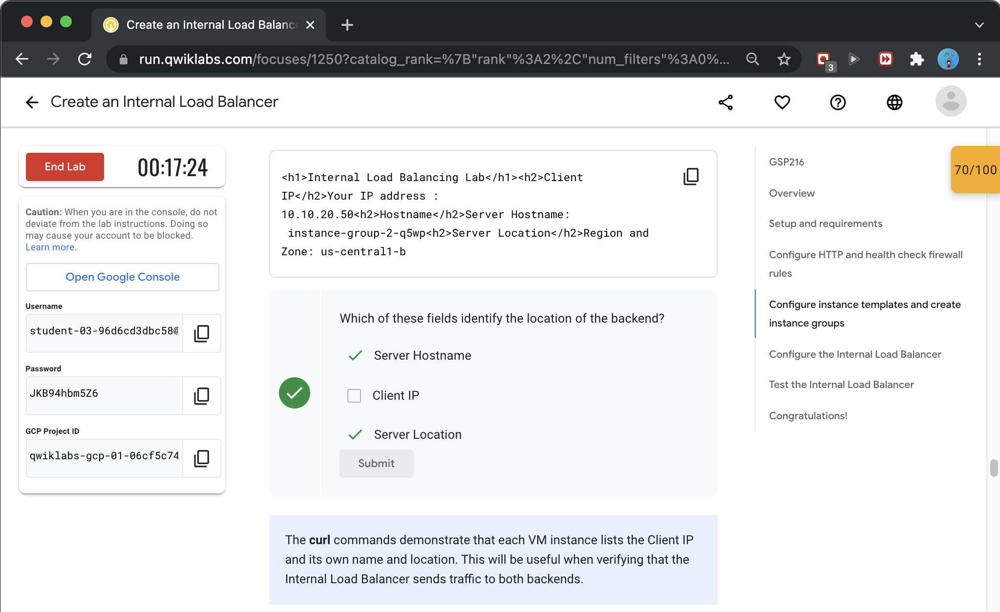 Create an Internal Load Balance
run.qwiklabs.com/focuses/1250?catalog_rank=%7B"rank"%3A2%2C"num_filters"%3A0%...
3
Create an Internal Load Balancer
End Lab
00:17:24
Caution: When you are in the console, do not
deviate from the lab instructions. Doing so
may cause your account to be blocked.
Learn more.
Open Google Console
Username
student-03-96d6cd3dbc58@
Password
JKB94hbm5Z6
GCP Project ID
qwiklabs-gcp-01-06cf5c74
<h1>Internal Load Balancing Lab</h1><h2>Client
IP</h2>Your IP address :
10.10.20.50<h2>Hostname</h2>Server Hostname:
instance-group-2-q5wp<h2>Server Location</h2>Region and
Zone: us-central1-b
Which of these fields identify the location of the backend?
Server Hostname
Client IP
Server Location
Submit
The curl commands demonstrate that each VM instance lists the Client IP
and its own name and location. This will be useful when verifying that the
Internal Load Balancer sends traffic to both backends.
GSP216
Overview
Setup and requirements
Configure HTTP and health check firewall
rules
Configure instance templates and create
instance groups
Configure the Internal Load Balancer
Test the Internal Load Balancer
Congratulations!
70/100